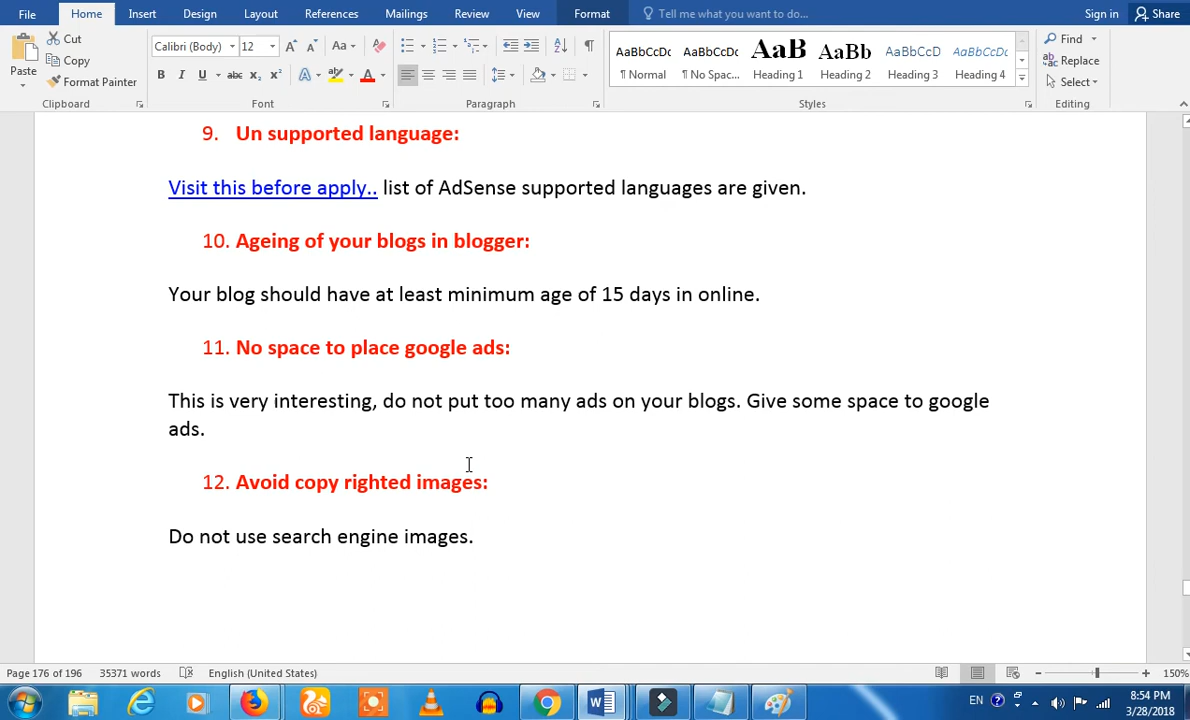 File Home Insert Design Layout References Mailings Review View Format Tell me what you want to do... Sign in Share
Cut
Copy
Format Painter
Paste
Clipboard
Calibri (Body) 12
Font
Paragraph
AaBbCcDc AaBbCcDc AaB AaBb AaBbCcD AaBbCcD
¶ Normal ¶ No Spac... Heading 1 Heading 2 Heading 3 Heading 4
Styles
Find
Replace
Select
Editing
9. Un supported language:
Visit this before apply.. list of AdSense supported languages are given.
10. Ageing of your blogs in blogger:
Your blog should have at least minimum age of 15 days in online.
11. No space to place google ads:
This is very interesting, do not put too many ads on your blogs. Give some space to google
ads.
12. Avoid copy righted images:
Do not use search engine images.
Page 176 of 196 35371 words English (United States) 150%
EN 8:54 PM
3/28/2018